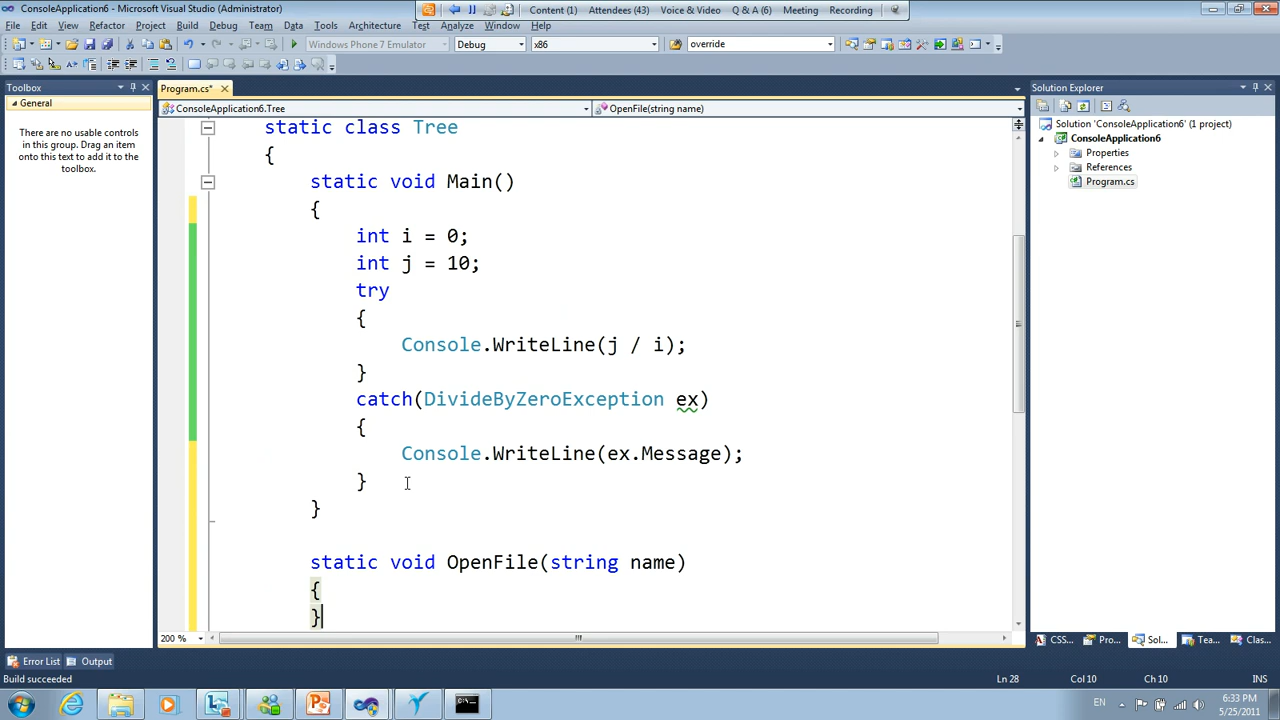 ConsoleApplication6 - Microsoft Visual Studio (Administrator)
Content (1) Attendees (43) Voice & Video Q & A (6) Meeting Recording
File Edit View Refactor Project Build Debug Team Data Tools Architecture Test Analyze Window Help
Windows Phone 7 Emulator Debug x86 override
Toolbox
General
There are no usable controls
in this group. Drag an item
onto this text to add it to the
toolbox.
Program.cs*
ConsoleApplication6.Tree OpenFile(string name)
static class Tree
{
static void Main()
{
int i = 0;
int j = 10;
try
{
Console.WriteLine(j / i);
}
catch(DivideByZeroException ex)
{
Console.WriteLine(ex.Message);
}
}
static void OpenFile(string name)
{
}
200 %
Solution Explorer
Solution 'ConsoleApplication6' (1 project)
ConsoleApplication6
Properties
References
Program.cs
CSS... Pro... Sol... Tea... Clas...
Error List Output
Build succeeded Ln 28 Col 10 Ch 10 INS
EN 6:33 PM
5/25/2011